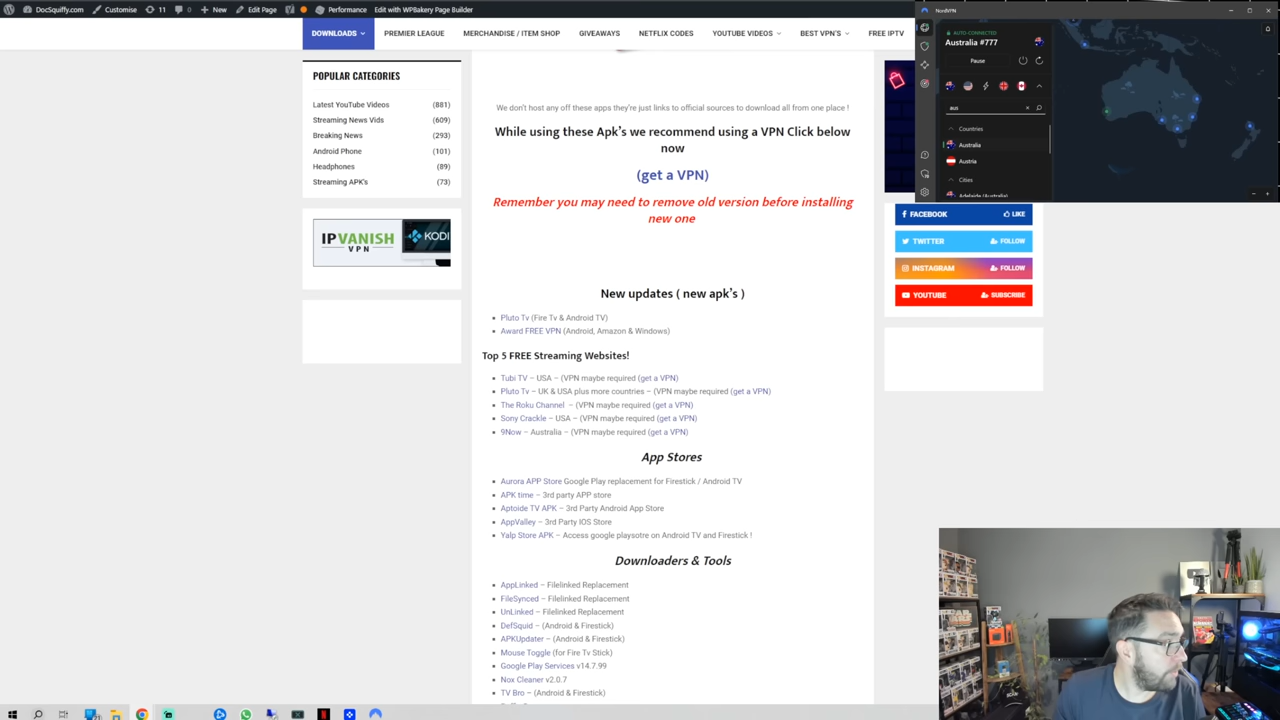 DocSquiffy.com 11 0 New Edit Page Performance Edit with WPBakery Page Builder
DOWNLOADS PREMIER LEAGUE MERCHANDISE / ITEM SHOP GIVEAWAYS NETFLIX CODES YOUTUBE VIDEOS BEST VPN'S FREE IPTV
POPULAR CATEGORIES
Latest YouTube Videos (881)
Streaming News Vids (609)
Breaking News (293)
Android Phone (101)
Headphones (89)
Streaming APK's (73)
IPVANISH
VPN
KODI
We don't host any off these apps they're just links to official sources to download all from one place !
While using these Apk's we recommend using a VPN Click below
now
(get a VPN)
Remember you may need to remove old version before installing
new one
New updates ( new apk's )
Pluto Tv (Fire Tv & Android TV)
Award FREE VPN (Android, Amazon & Windows)
Top 5 FREE Streaming Websites!
Tubi TV – USA – (VPN maybe required (get a VPN)
Pluto Tv – UK & USA plus more countries – (VPN maybe required (get a VPN)
The Roku Channel – (VPN maybe required (get a VPN)
Sony Crackle – USA – (VPN maybe required (get a VPN)
9Now – Australia – (VPN maybe required (get a VPN)
App Stores
Aurora APP Store Google Play replacement for Firestick / Android TV
APK time – 3rd party APP store
Aptoide TV APK – 3rd Party Android App Store
AppValley – 3rd Party IOS Store
Yalp Store APK – Access google playsotre on Android TV and Firestick !
Downloaders & Tools
AppLinked – Filelinked Replacement
FileSynced – Filelinked Replacement
UnLinked – Filelinked Replacement
DefSquid – (Android & Firestick)
APKUpdater – (Android & Firestick)
Mouse Toggle (for Fire Tv Stick)
Google Play Services v14.7.99
Nox Cleaner v2.0.7
TV Bro – (Android & Firestick)
NordVPN
AUTO-CONNECTED
Australia #777
Pause
aus
Countries
Australia
Austria
Cities
Adelaide (Australia)
FACEBOOK LIKE
TWITTER FOLLOW
INSTAGRAM FOLLOW
YOUTUBE SUBSCRIBE